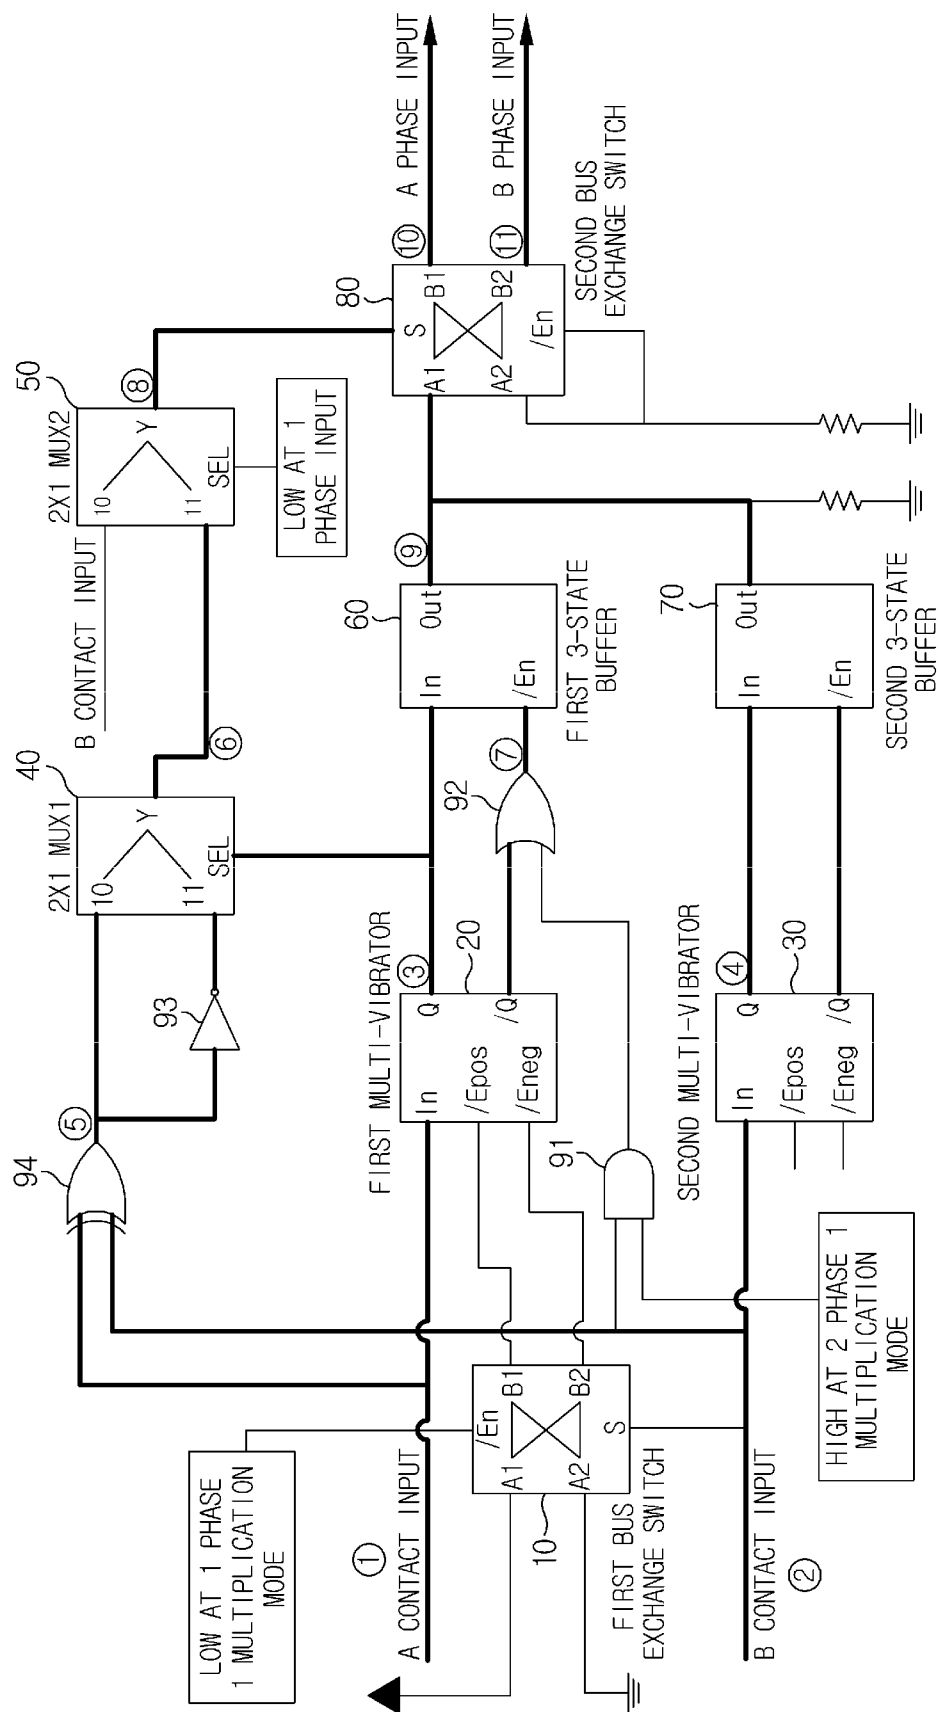 LOW AT 1 PHASE
1 MULTIPLICATION
MODE
①
A CONTACT INPUT
10
FIRST BUS
EXCHANGE SWITCH
/En
A1
B1
A2
B2
S
B CONTACT INPUT
②
HIGH AT 2 PHASE 1
MULTIPLICATION
MODE
94
⑤
93
FIRST MULTI-VIBRATOR
In
Q
/Epos
/Q
/Eneg
③
20
91
SECOND MULTI-VIBRATOR
In
Q
/Epos
/Q
/Eneg
④
30
2X1 MUX1
40
10
Y
11
SEL
⑥
92
⑦
B CONTACT INPUT
2X1 MUX2
50
10
Y
11
SEL
⑧
LOW AT 1
PHASE INPUT
60
In
Out
/En
FIRST 3-STATE
BUFFER
⑨
70
In
Out
/En
SECOND 3-STATE
BUFFER
80
S
A1
B1
A2
B2
/En
SECOND BUS
EXCHANGE SWITCH
⑩
A PHASE INPUT
⑪
B PHASE INPUT